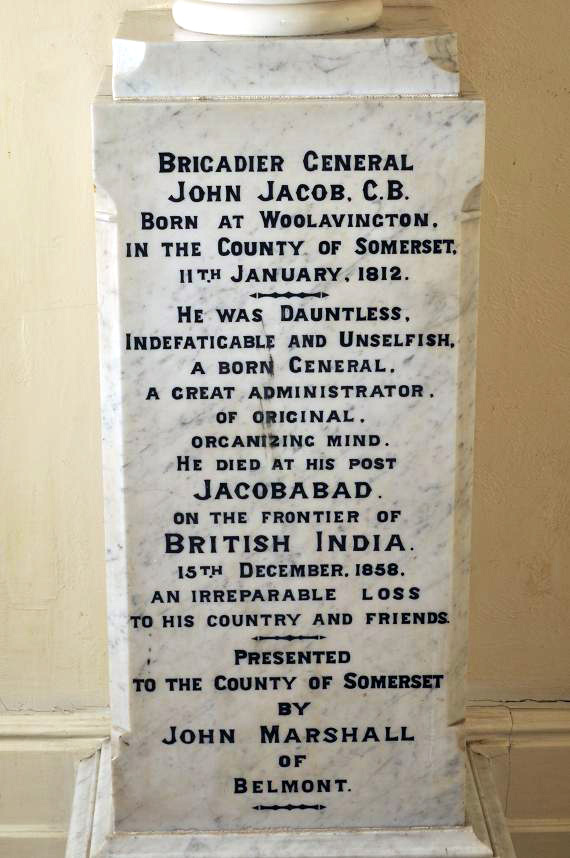 BRIGADIER GENERAL
JOHN JACOB, C.B.
BORN AT WOOLAVINGTON,
IN THE COUNTY OF SOMERSET,
11TH JANUARY, 1812.
HE WAS DAUNTLESS,
INDEFATICABLE AND UNSELFISH,
A BORN GENERAL,
A GREAT ADMINISTRATOR,
OF ORIGINAL,
ORGANIZING MIND.
HE DIED AT HIS POST
JACOBABAD.
ON THE FRONTIER OF
BRITISH INDIA.
15TH DECEMBER, 1858,
AN IRREPARABLE LOSS
TO HIS COUNTRY AND FRIENDS.
PRESENTED
TO THE COUNTY OF SOMERSET
BY
JOHN MARSHALL
OF
BELMONT.